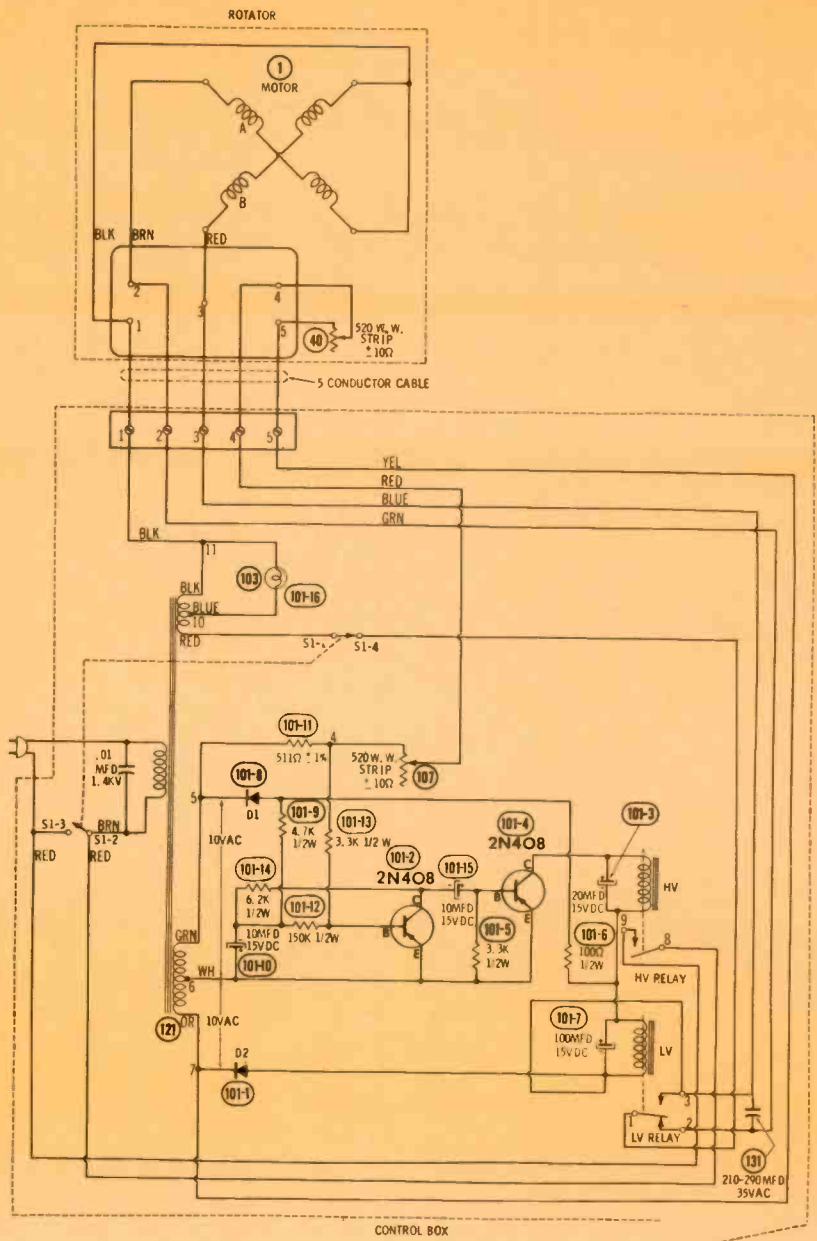 ROTATOR
1
MOTOR
A
B
BLK
BRN
RED
2
1
3
4
5
40
520 W. W.
STRIP
± 10Ω
5 CONDUCTOR CABLE
1
2
3
4
5
YEL
RED
BLUE
GRN
BLK
11
BLK
103
101-16
BLUE
10
RED
S1-4
101-11
4
511Ω ± 1%
520 W. W.
STRIP
± 10Ω
107
.01
MFD
1.4KV
101-8
5
D1
101-9
4.7K
1/2W
101-13
3.3K 1/2 W
101-4
2N408
101-3
S1-3
BRN
S1-2
RED
RED
10VAC
101-2
2N408
101-15
101-14
6.2K
1/2W
C
C
B
E
20MFD
15VDC
HV
101-12
10MFD
15VDC
150K 1/2W
B
E
10MFD
15VDC
101-5
3.3K
1/2W
101-6
100Ω
1/2W
9
8
HV RELAY
GRN
WH
6
101-10
OR
121
10VAC
101-7
100MFD
15VDC
LV
7
D2
101-1
3
1
2
LV RELAY
131
210-290MFD
35VAC
CONTROL BOX